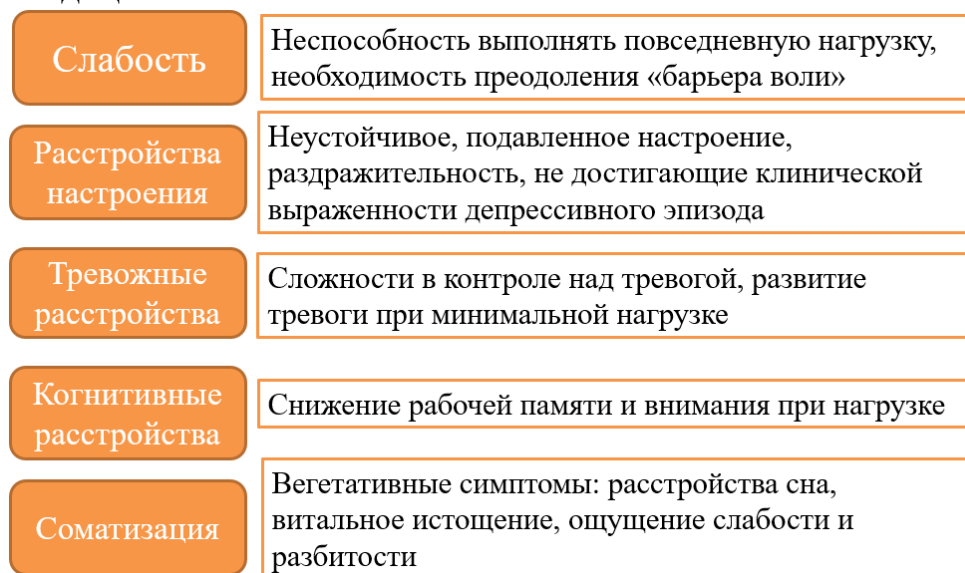 Слабость
Неспособность выполнять повседневную нагрузку,
необходимость преодоления «барьера воли»
Расстройства
настроения
Неустойчивое, подавленное настроение,
раздражительность, не достигающие клинической
выраженности депрессивного эпизода
Тревожные
расстройства
Сложности в контроле над тревогой, развитие
тревоги при минимальной нагрузке
Когнитивные
расстройства
Снижение рабочей памяти и внимания при нагрузке
Соматизация
Вегетативные симптомы: расстройства сна,
витальное истощение, ощущение слабости и
разбитости